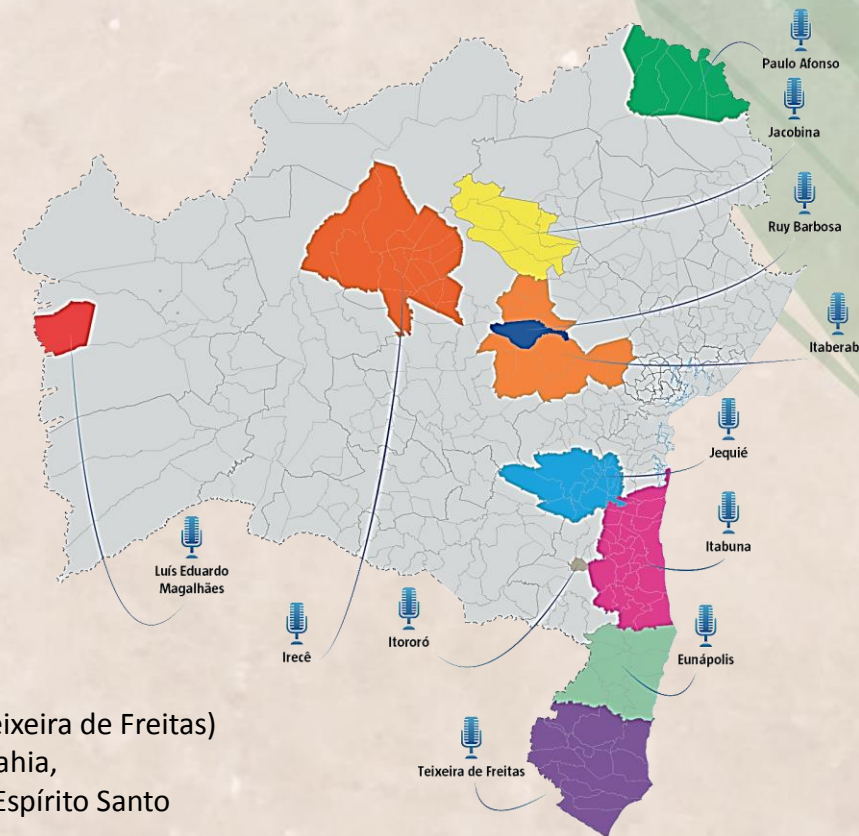 Paulo Afonso
Jacobina
Ruy Barbosa
Itaberab
Jequié
Itabuna
Luís Eduardo
Magalhães
Irecê
Itororó
Eunápolis
Teixeira de Freitas
eixeira de Freitas)
ahia,
Espírito Santo